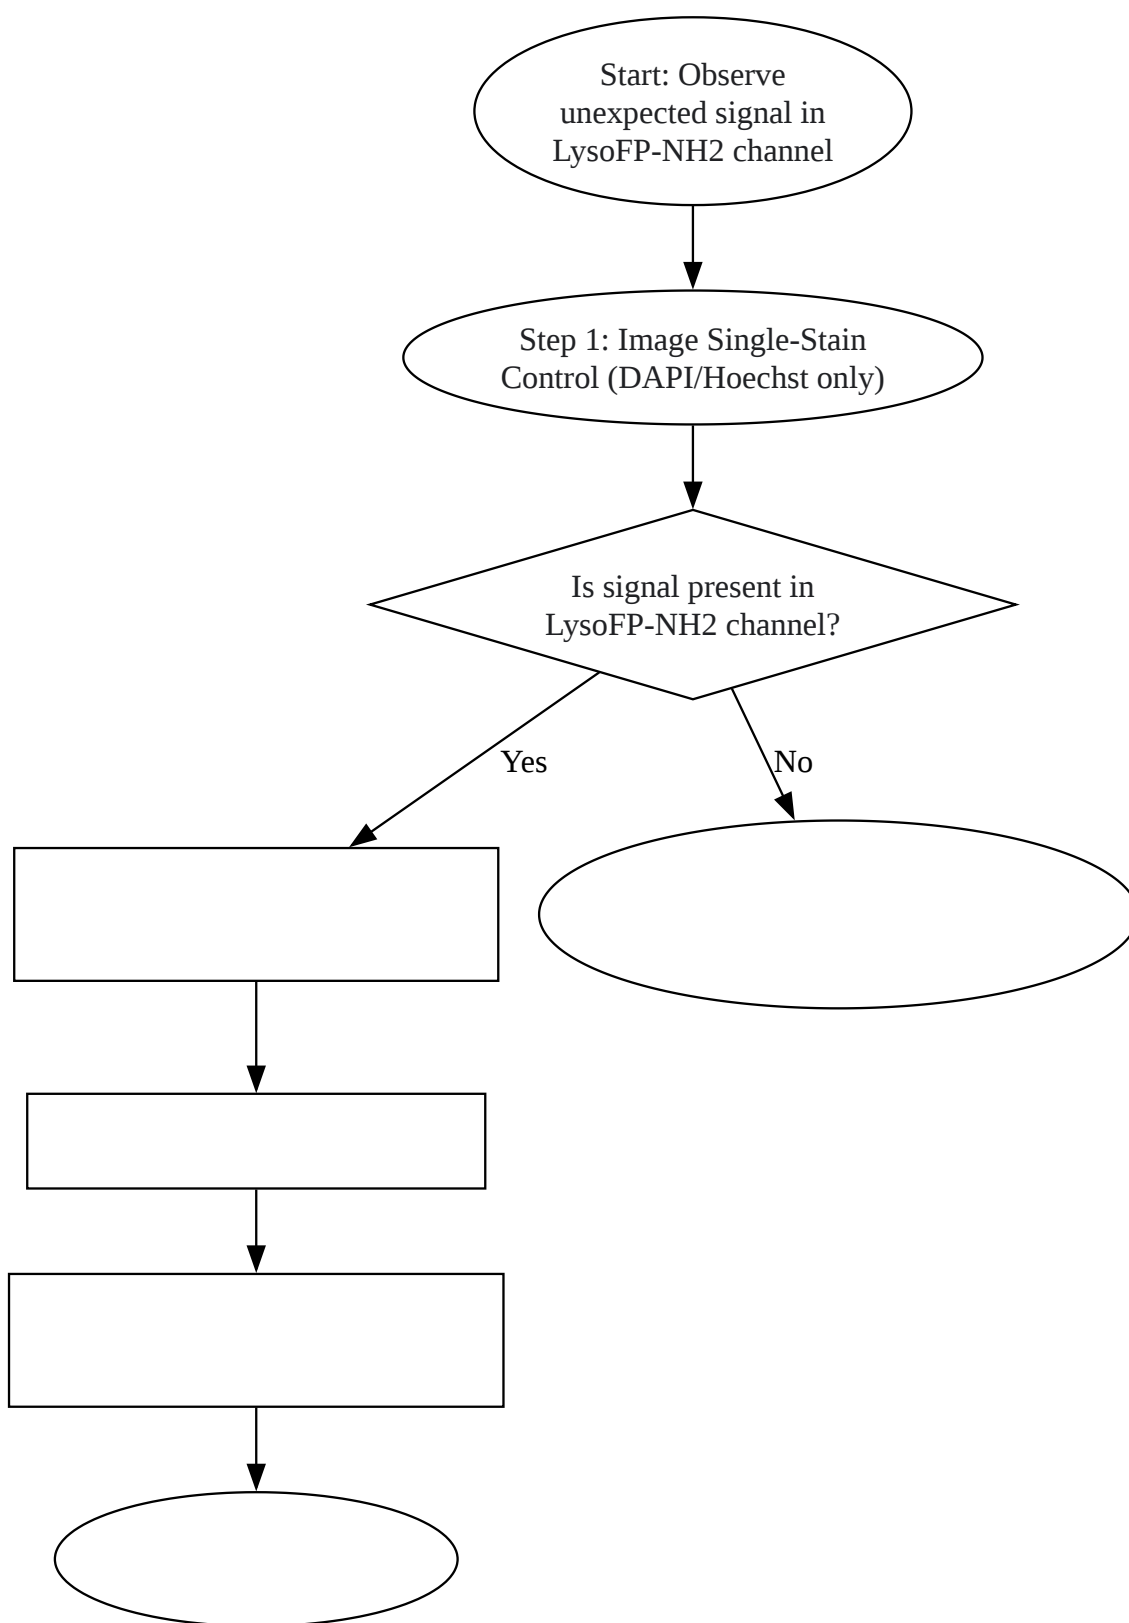 Start: Observe
unexpected signal in
LysoFP-NH2 channel
Step 1: Image Single-Stain
Control (DAPI/Hoechst only)
Is signal present in
LysoFP-NH2 channel?
Yes
No